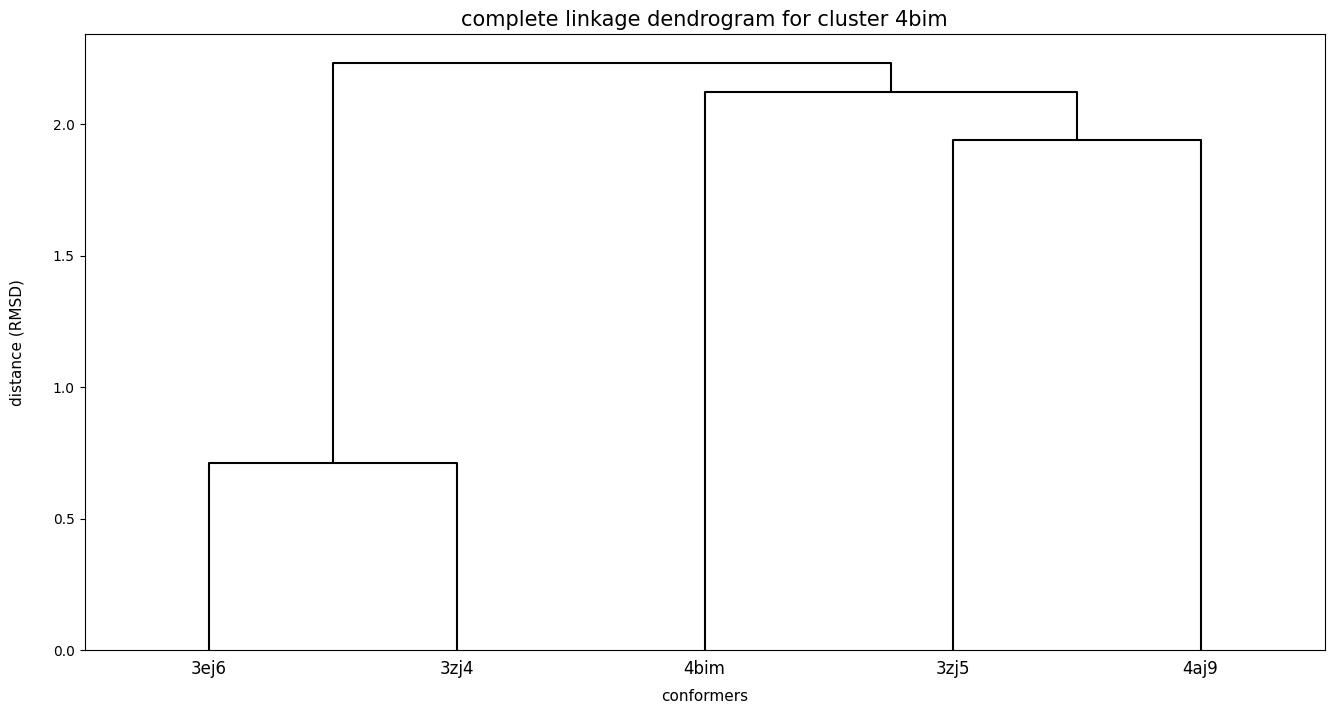 complete linkage dendrogram for cluster 4bim
distance (RMSD)
2.0
1.5
1.0
0.5
0.0
3ej6 3zj4 4bim 3zj5 4aj9
conformers